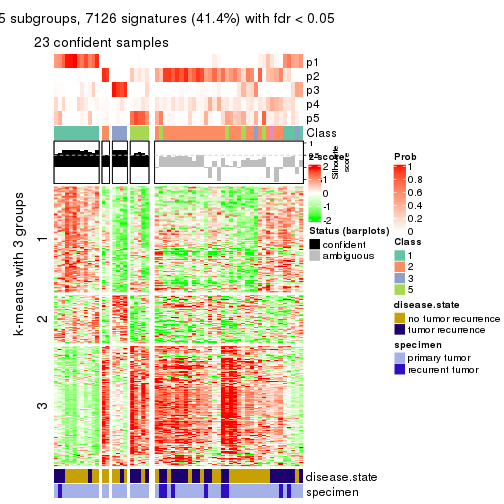 5 subgroups, 7126 signatures (41.4%) with fdr < 0.05
23 confident samples
p1
p2
p3
p4
p5
Class
1
Silhouette
score
z-score
2
1
0
-1
-2
Status (barplots)
confident
ambiguous
k-means with 3 groups
1
2
3
Prob
1
0.8
0.6
0.4
0.2
0
Class
1
2
3
5
disease.state
no tumor recurrence
tumor recurrence
specimen
primary tumor
recurrent tumor
disease.state
specimen